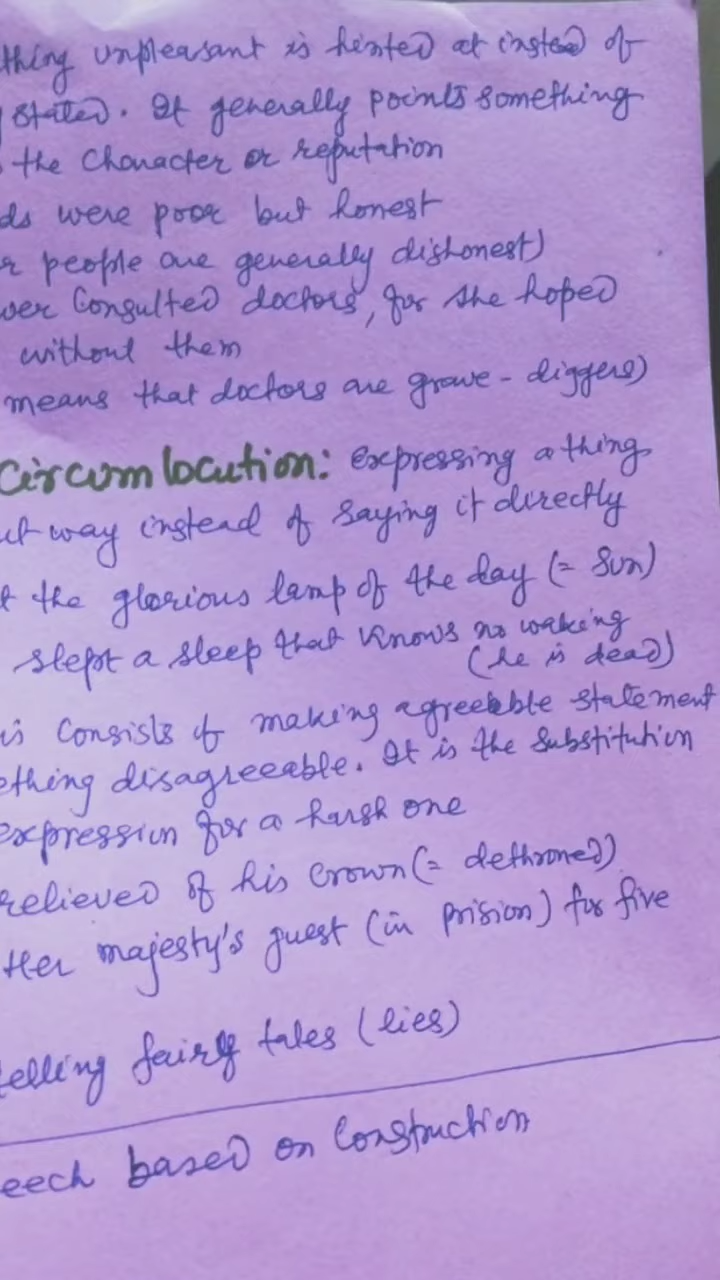 thing unpleasant is hinted at instead of
stated. It generally points something
the character or reputation
ds were poor but honest
r people are generally dishonest)
ver Consulted doctors, for she hoped
without them
means that doctors are grave-diggers)
Circumlocution: expressing a thing
ut way instead of saying it directly
t the glorious lamp of the day (= Sun)
slept a sleep that knows no waking
(he is dead)
is consists of making agreeable statement
ething disagreeable. It is the substitution
expression for a harsh one
relieved of his crown (= dethroned)
Her majesty's guest (in prision) for five
telling fairy tales (lies)
eech based on Construction